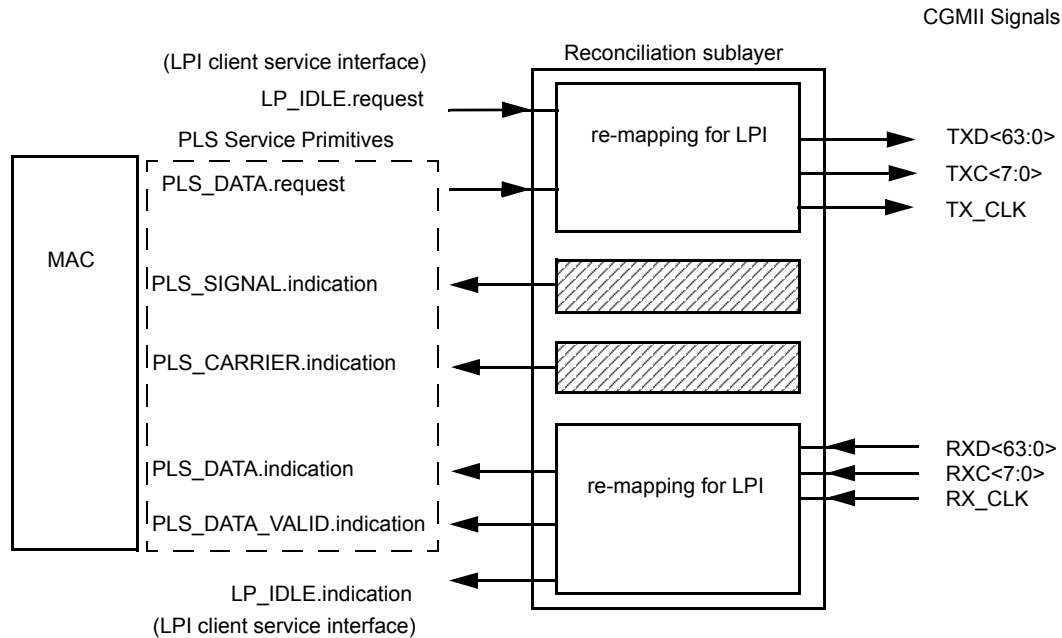 CGMII Signals
Reconciliation sublayer
(LPI client service interface)
LP_IDLE.request
PLS Service Primitives
re-mapping for LPI
TXD<63:0>
PLS_DATA.request
TXC<7:0>
TX_CLK
MAC
PLS_SIGNAL.indication
PLS_CARRIER.indication
RXD<63:0>
PLS_DATA.indication
RXC<7:0>
re-mapping for LPI
RX_CLK
PLS_DATA_VALID.indication
LP_IDLE.indication
(LPI client service interface)